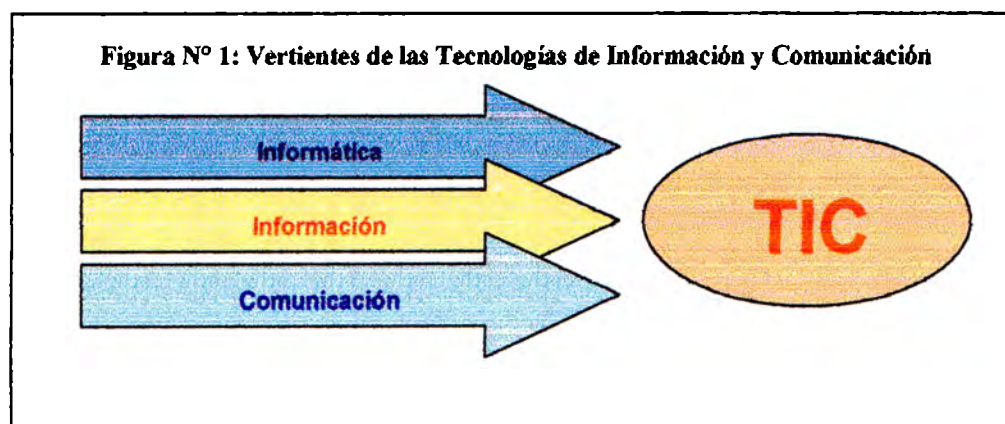 Figura N° 1: Vertientes de las Tecnologías de Información y Comunicación
Informática
Información
Comunicación
TIC